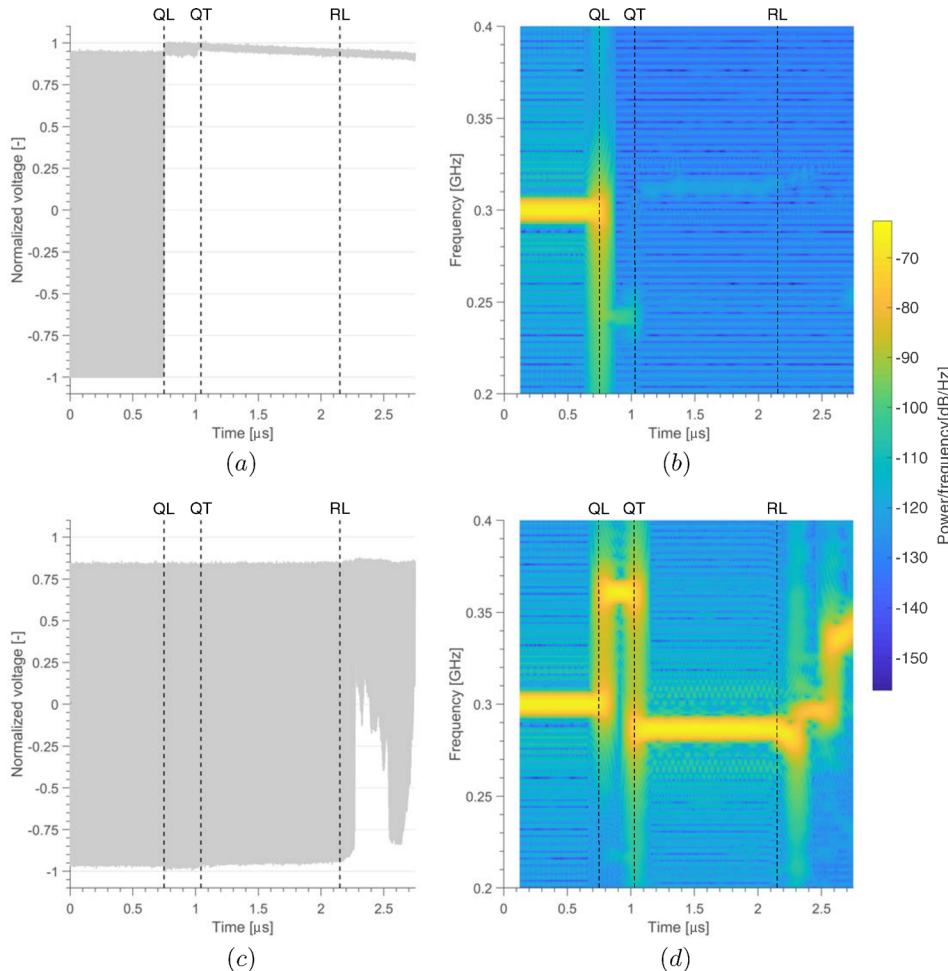 QL QT RL
1
0.75
0.5
0.25
0
-0.25
-0.5
-0.75
-1
Normalized voltage [-]
0 0.5 1 1.5 2 2.5
Time [μs]
(a)
QL QT RL
0.4
0.35
0.3
0.25
0.2
Frequency [GHz]
0 0.5 1 1.5 2 2.5
Time [μs]
(b)
QL QT RL
1
0.75
0.5
0.25
0
-0.25
-0.5
-0.75
-1
Normalized voltage [-]
0 0.5 1 1.5 2 2.5
Time [μs]
(c)
QL QT RL
0.4
0.35
0.3
0.25
0.2
Frequency [GHz]
0 0.5 1 1.5 2 2.5
Time [μs]
(d)
-70
-80
-90
-100
-110
-120
-130
-140
-150
Power/frequency[dB/Hz]